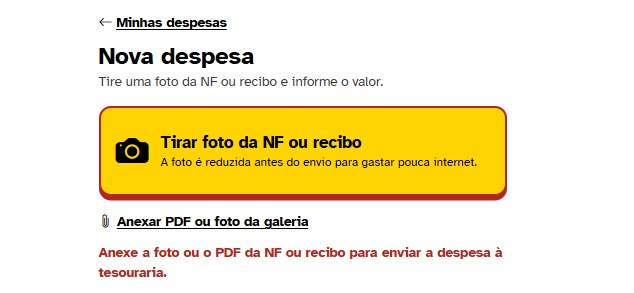 ← Minhas despesas
Nova despesa
Tire uma foto da NF ou recibo e informe o valor.
Tirar foto da NF ou recibo
A foto é reduzida antes do envio para gastar pouca internet.
Anexar PDF ou foto da galeria
Anexe a foto ou o PDF da NF ou recibo para enviar a despesa à
tesouraria.